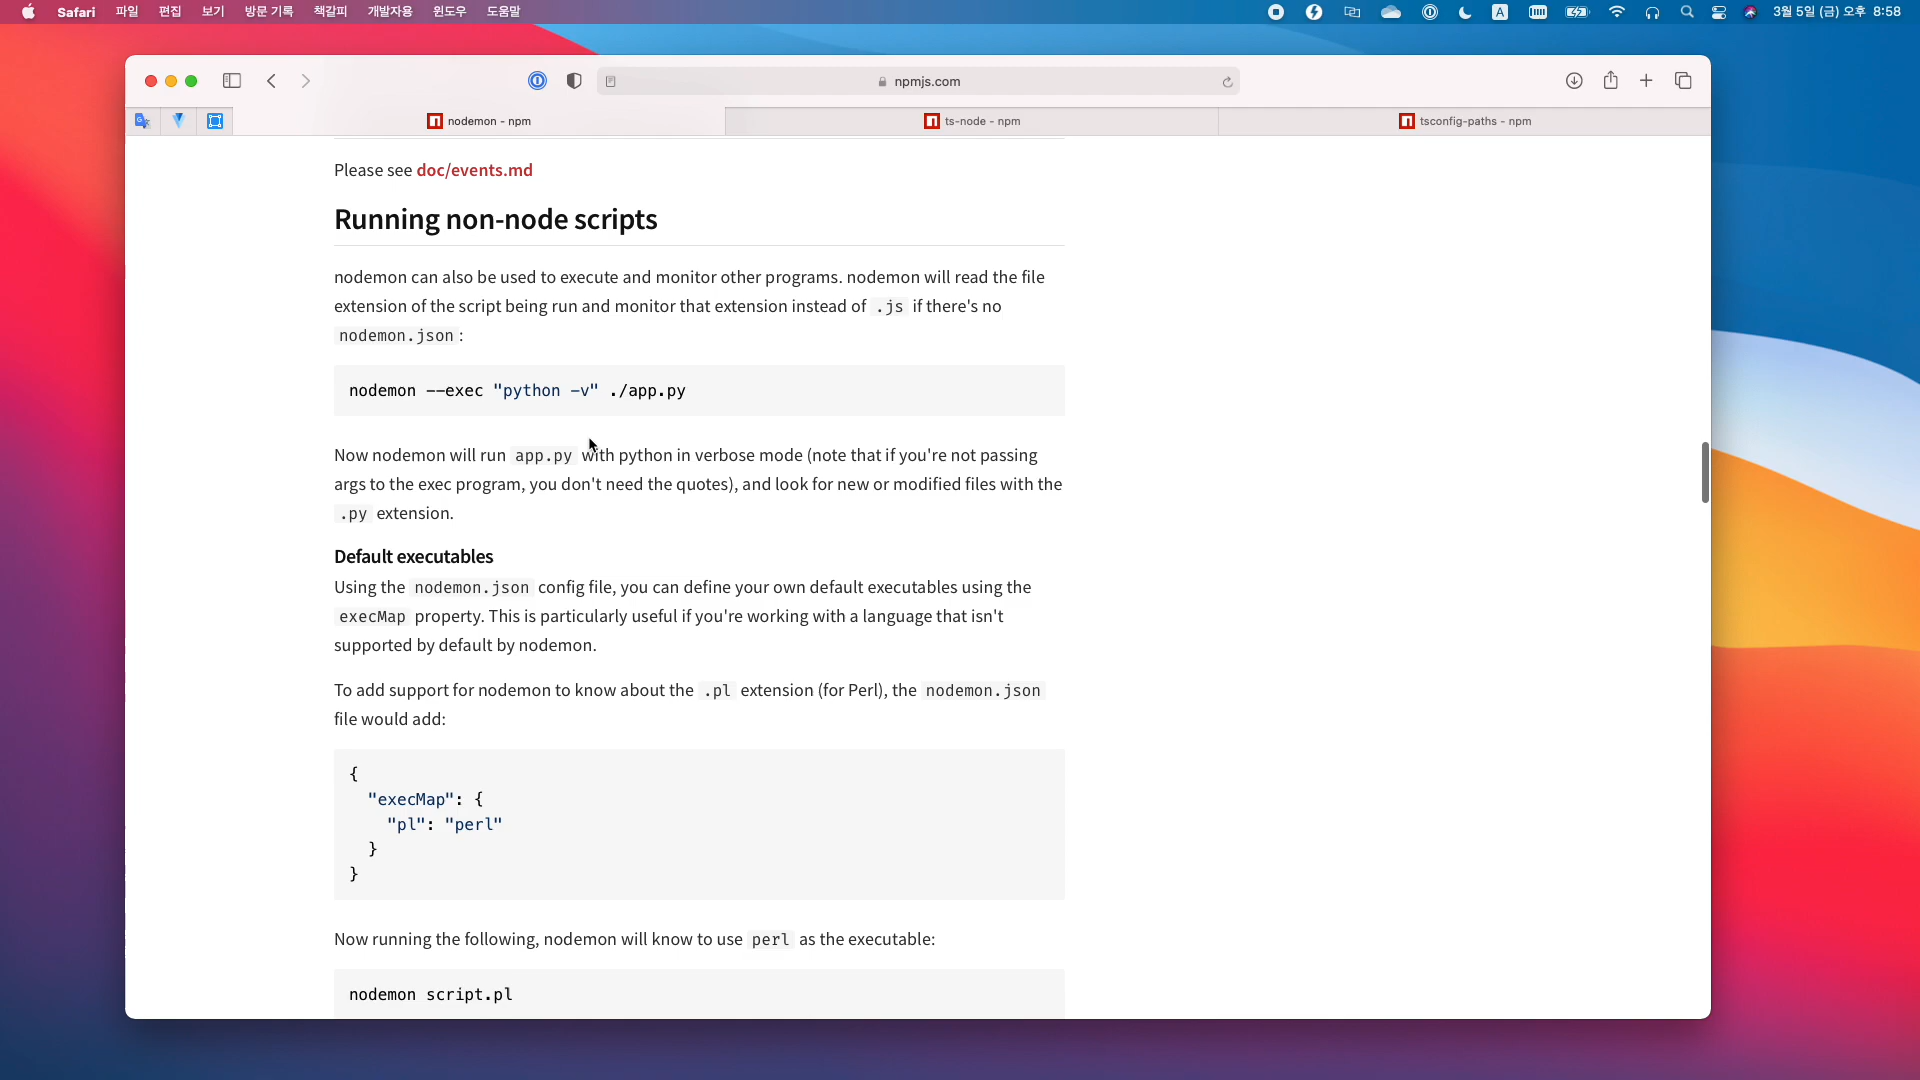 Safari 파일 편집 보기 방문 기록 책갈피 개발자용 윈도우 도움말 A 3월 5일 (금) 오후 8:58
npmjs.com
nodemon - npm ts-node - npm tsconfig-paths - npm
Please see doc/events.md
Running non-node scripts
nodemon can also be used to execute and monitor other programs. nodemon will read the file
extension of the script being run and monitor that extension instead of .js if there's no
nodemon.json :
nodemon --exec "python -v" ./app.py
Now nodemon will run app.py with python in verbose mode (note that if you're not passing
args to the exec program, you don't need the quotes), and look for new or modified files with the
.py extension.
Default executables
Using the nodemon.json config file, you can define your own default executables using the
execMap property. This is particularly useful if you're working with a language that isn't
supported by default by nodemon.
To add support for nodemon to know about the .pl extension (for Perl), the nodemon.json
file would add:
{
"execMap": {
"pl": "perl"
}
}
Now running the following, nodemon will know to use perl as the executable:
nodemon script.pl